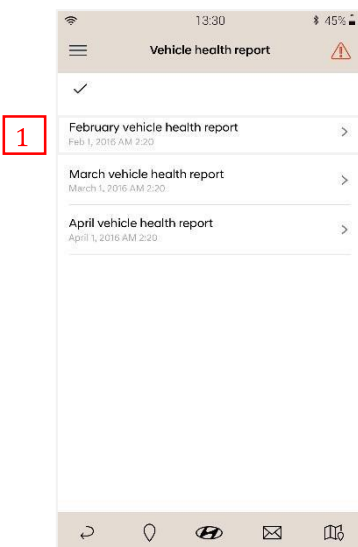 13:30
45%
Vehicle health report
1
February vehicle health report
Feb 1, 2016 AM 2:20
March vehicle health report
March 1, 2016 AM 2:20
April vehicle health report
April 1, 2016 AM 2:20